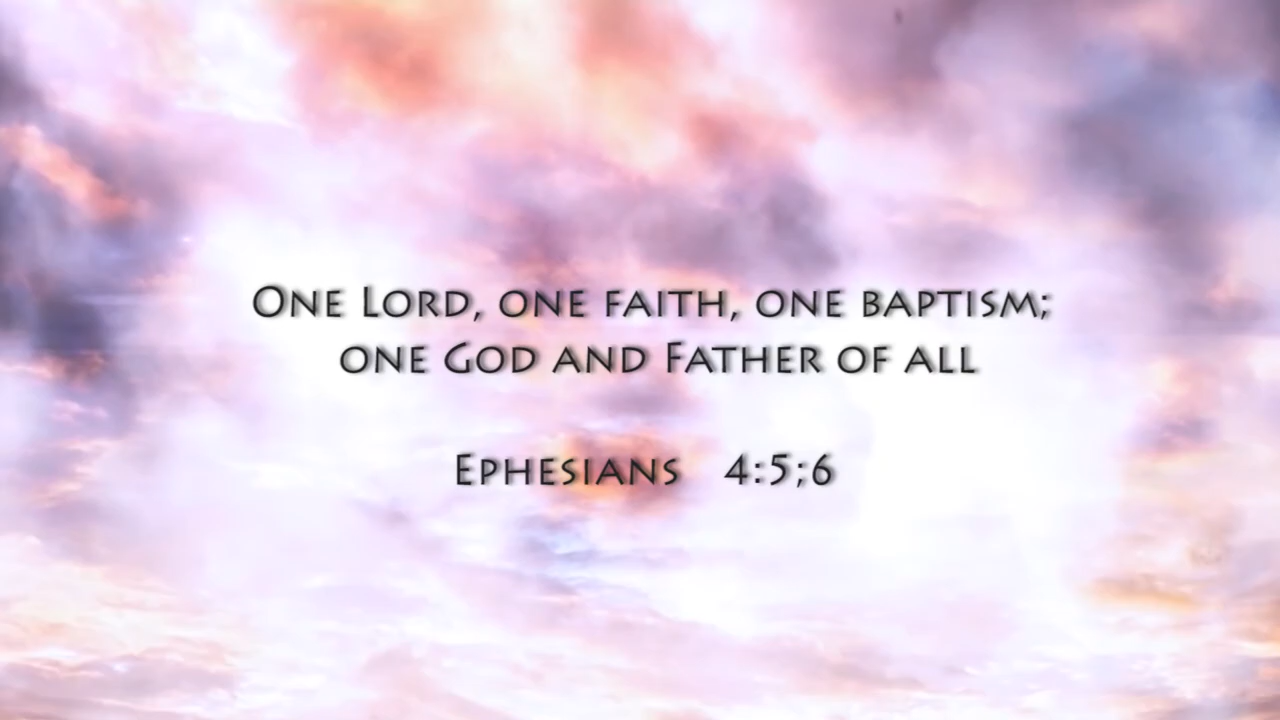 One Lord, one faith, one baptism;
one God and Father of all
Ephesians 4:5;6